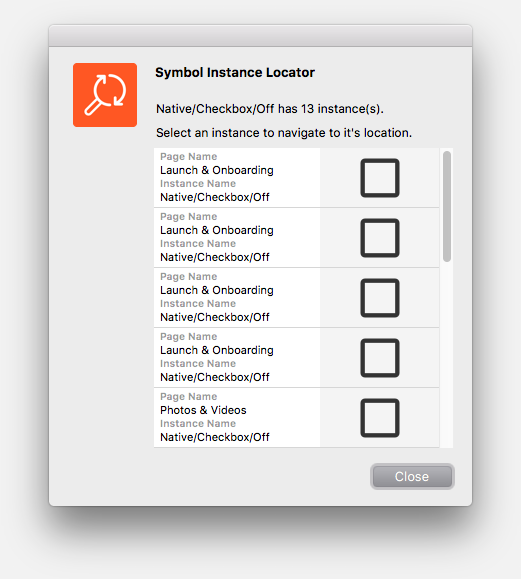 Symbol Instance Locator
Native/Checkbox/Off has 13 instance(s).
Select an instance to navigate to it's location.
Page Name
Launch & Onboarding
Instance Name
Native/Checkbox/Off
Page Name
Launch & Onboarding
Instance Name
Native/Checkbox/Off
Page Name
Launch & Onboarding
Instance Name
Native/Checkbox/Off
Page Name
Launch & Onboarding
Instance Name
Native/Checkbox/Off
Page Name
Photos & Videos
Instance Name
Native/Checkbox/Off
Close